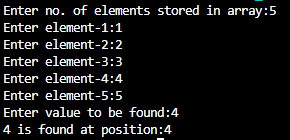 Enter no. of elements stored in array:5
Enter element-1:1
Enter element-2:2
Enter element-3:3
Enter element-4:4
Enter element-5:5
Enter value to be found:4
4 is found at position:4